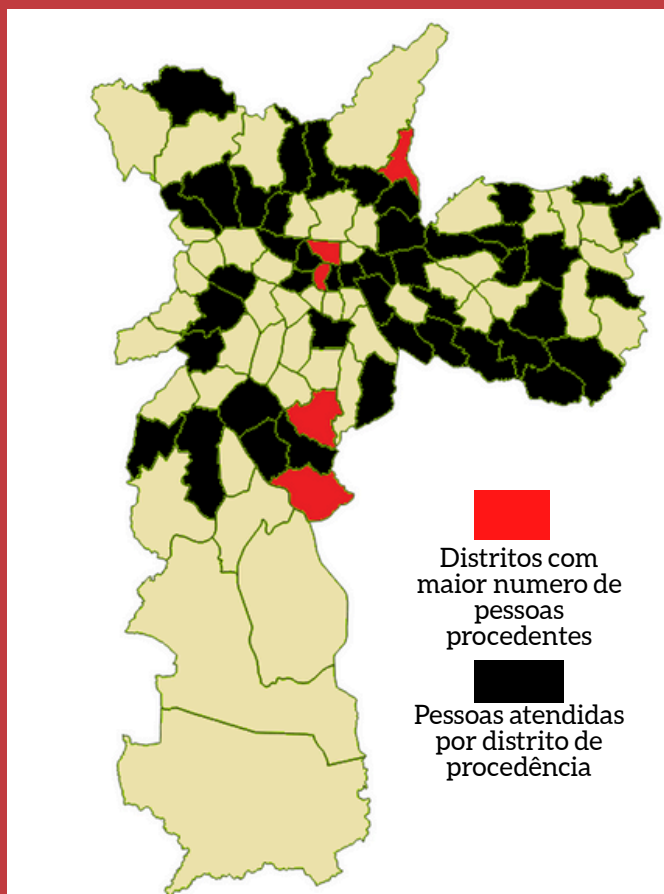 Distritos com
maior numero de
pessoas
procedentes
Pessoas atendidas
por distrito de
procedência